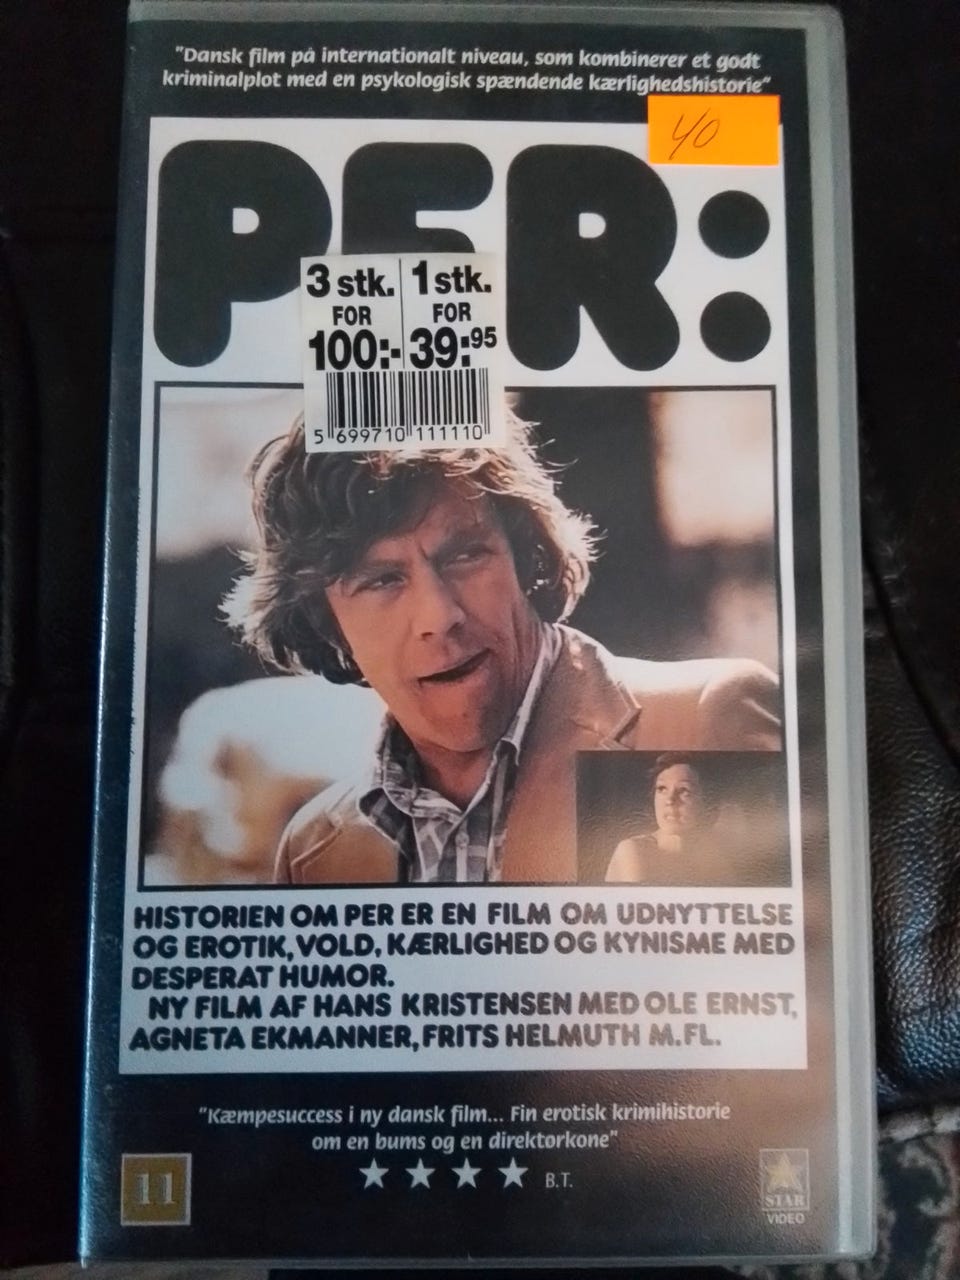 "Dansk film på internationalt niveau, som kombinerer et godt
kriminalplot med en psykologisk spændende kærlighedshistorie"
40
PER:
3 stk. 1 stk.
FOR FOR
100:- 39:95
5 699710 111110
HISTORIEN OM PER ER EN FILM OM UDNYTTELSE
OG EROTIK, VOLD, KÆRLIGHED OG KYNISME MED
DESPERAT HUMOR.
NY FILM AF HANS KRISTENSEN MED OLE ERNST,
AGNETA EKMANNER, FRITS HELMUTH M.FL.
"Kæmpesuccess i ny dansk film... Fin erotisk krimihistorie
om en bums og en direktørkone"
B.T.
11
STAR
VIDEO